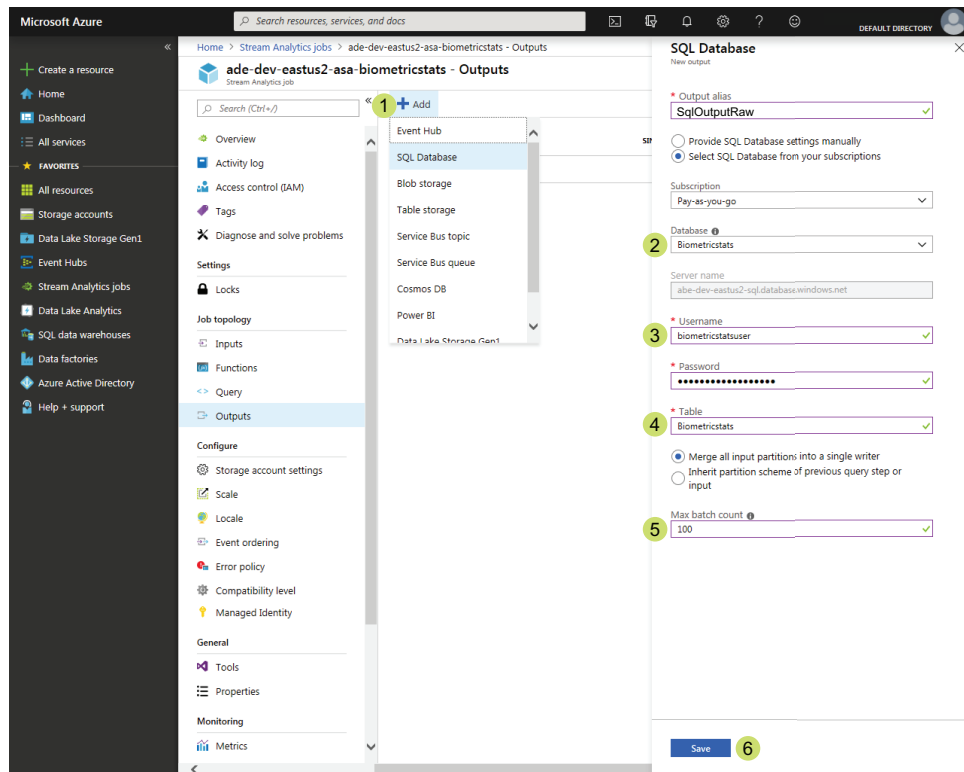 Microsoft Azure
Search resources, services, and docs
DEFAULT DIRECTORY
Create a resource
Home
Dashboard
All services
FAVORITES
All resources
Storage accounts
Data Lake Storage Gen1
Event Hubs
Stream Analytics jobs
Data Lake Analytics
SQL data warehouses
Data factories
Azure Active Directory
Help + support
Home > Stream Analytics jobs > ade-dev-eastus2-asa-biometricstats - Outputs
ade-dev-eastus2-asa-biometricstats - Outputs
Stream Analytics job
Search (Ctrl+/)
Overview
Activity log
Access control (IAM)
Tags
Diagnose and solve problems
Settings
Locks
Job topology
Inputs
Functions
Query
Outputs
Configure
Storage account settings
Scale
Locale
Event ordering
Error policy
Compatibility level
Managed Identity
General
Tools
Properties
Monitoring
Metrics
1 + Add
Event Hub
SQL Database
Blob storage
Table storage
Service Bus topic
Service Bus queue
Cosmos DB
Power BI
Data Lake Storage Gen1
SQL Database
New output
* Output alias
SqlOutputRaw
Provide SQL Database settings manually
Select SQL Database from your subscriptions
Subscription
Pay-as-you-go
Database
2 Biometricstats
Server name
abe-dev-eastus2-sql.database.windows.net
* Username
3 biometricstatsuser
* Password
* Table
4 Biometricstats
Merge all input partitions into a single writer
Inherit partition scheme of previous query step or
input
Max batch count
5 100
Save 6